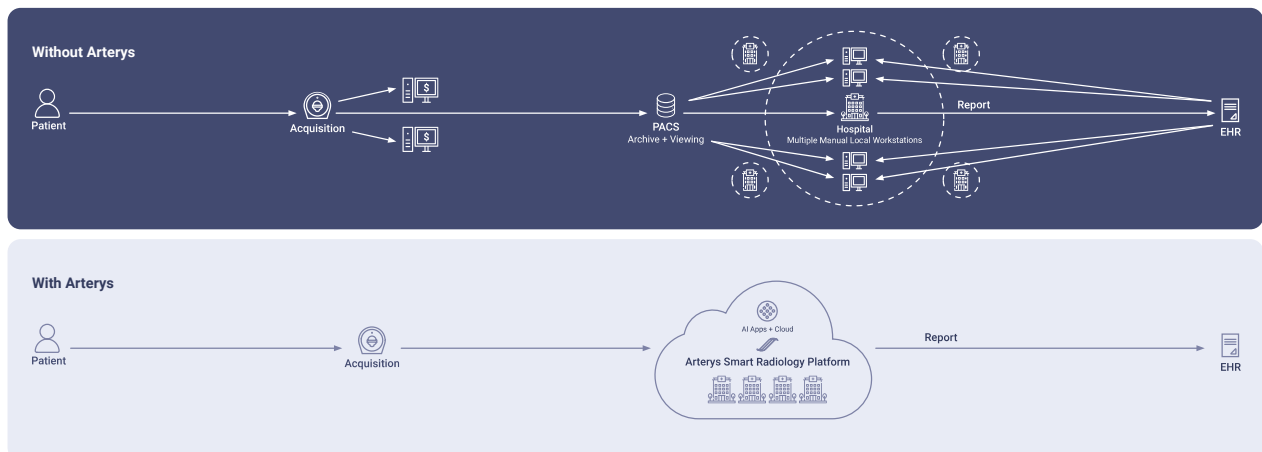 Without Arterys
Patient
Acquisition
$
$
PACS
Archive + Viewing
Hospital
Multiple Manual Local Workstations
Report
EHR
With Arterys
Patient
Acquisition
AI Apps + Cloud
Arterys Smart Radiology Platform
Report
EHR